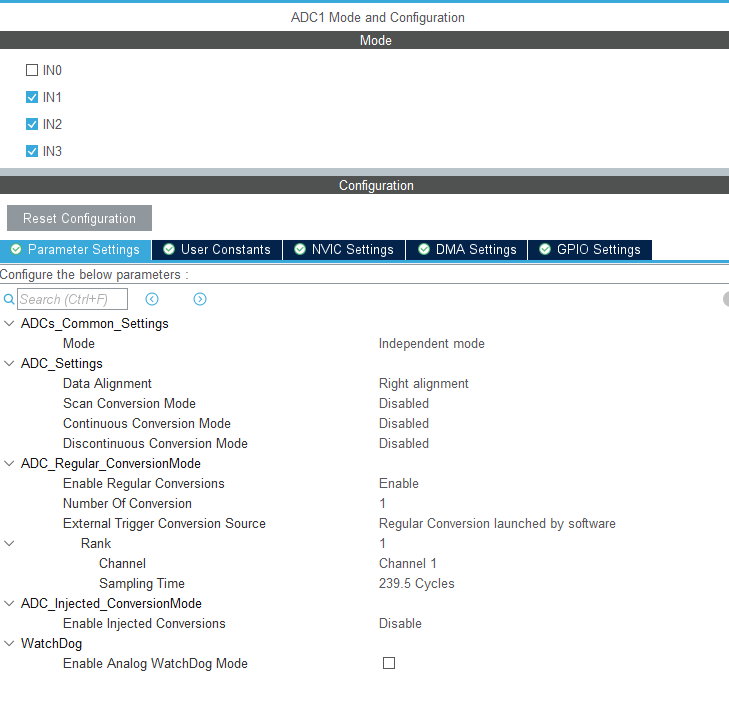 ADC1 Mode and Configuration
Mode
IN0
IN1
IN2
IN3
Configuration
Reset Configuration
Parameter Settings User Constants NVIC Settings DMA Settings GPIO Settings
Configure the below parameters :
Search (Ctrl+F)
ADCs_Common_Settings
Mode Independent mode
ADC_Settings
Data Alignment Right alignment
Scan Conversion Mode Disabled
Continuous Conversion Mode Disabled
Discontinuous Conversion Mode Disabled
ADC_Regular_ConversionMode
Enable Regular Conversions Enable
Number Of Conversion 1
External Trigger Conversion Source Regular Conversion launched by software
Rank 1
Channel Channel 1
Sampling Time 239.5 Cycles
ADC_Injected_ConversionMode
Enable Injected Conversions Disable
WatchDog
Enable Analog WatchDog Mode